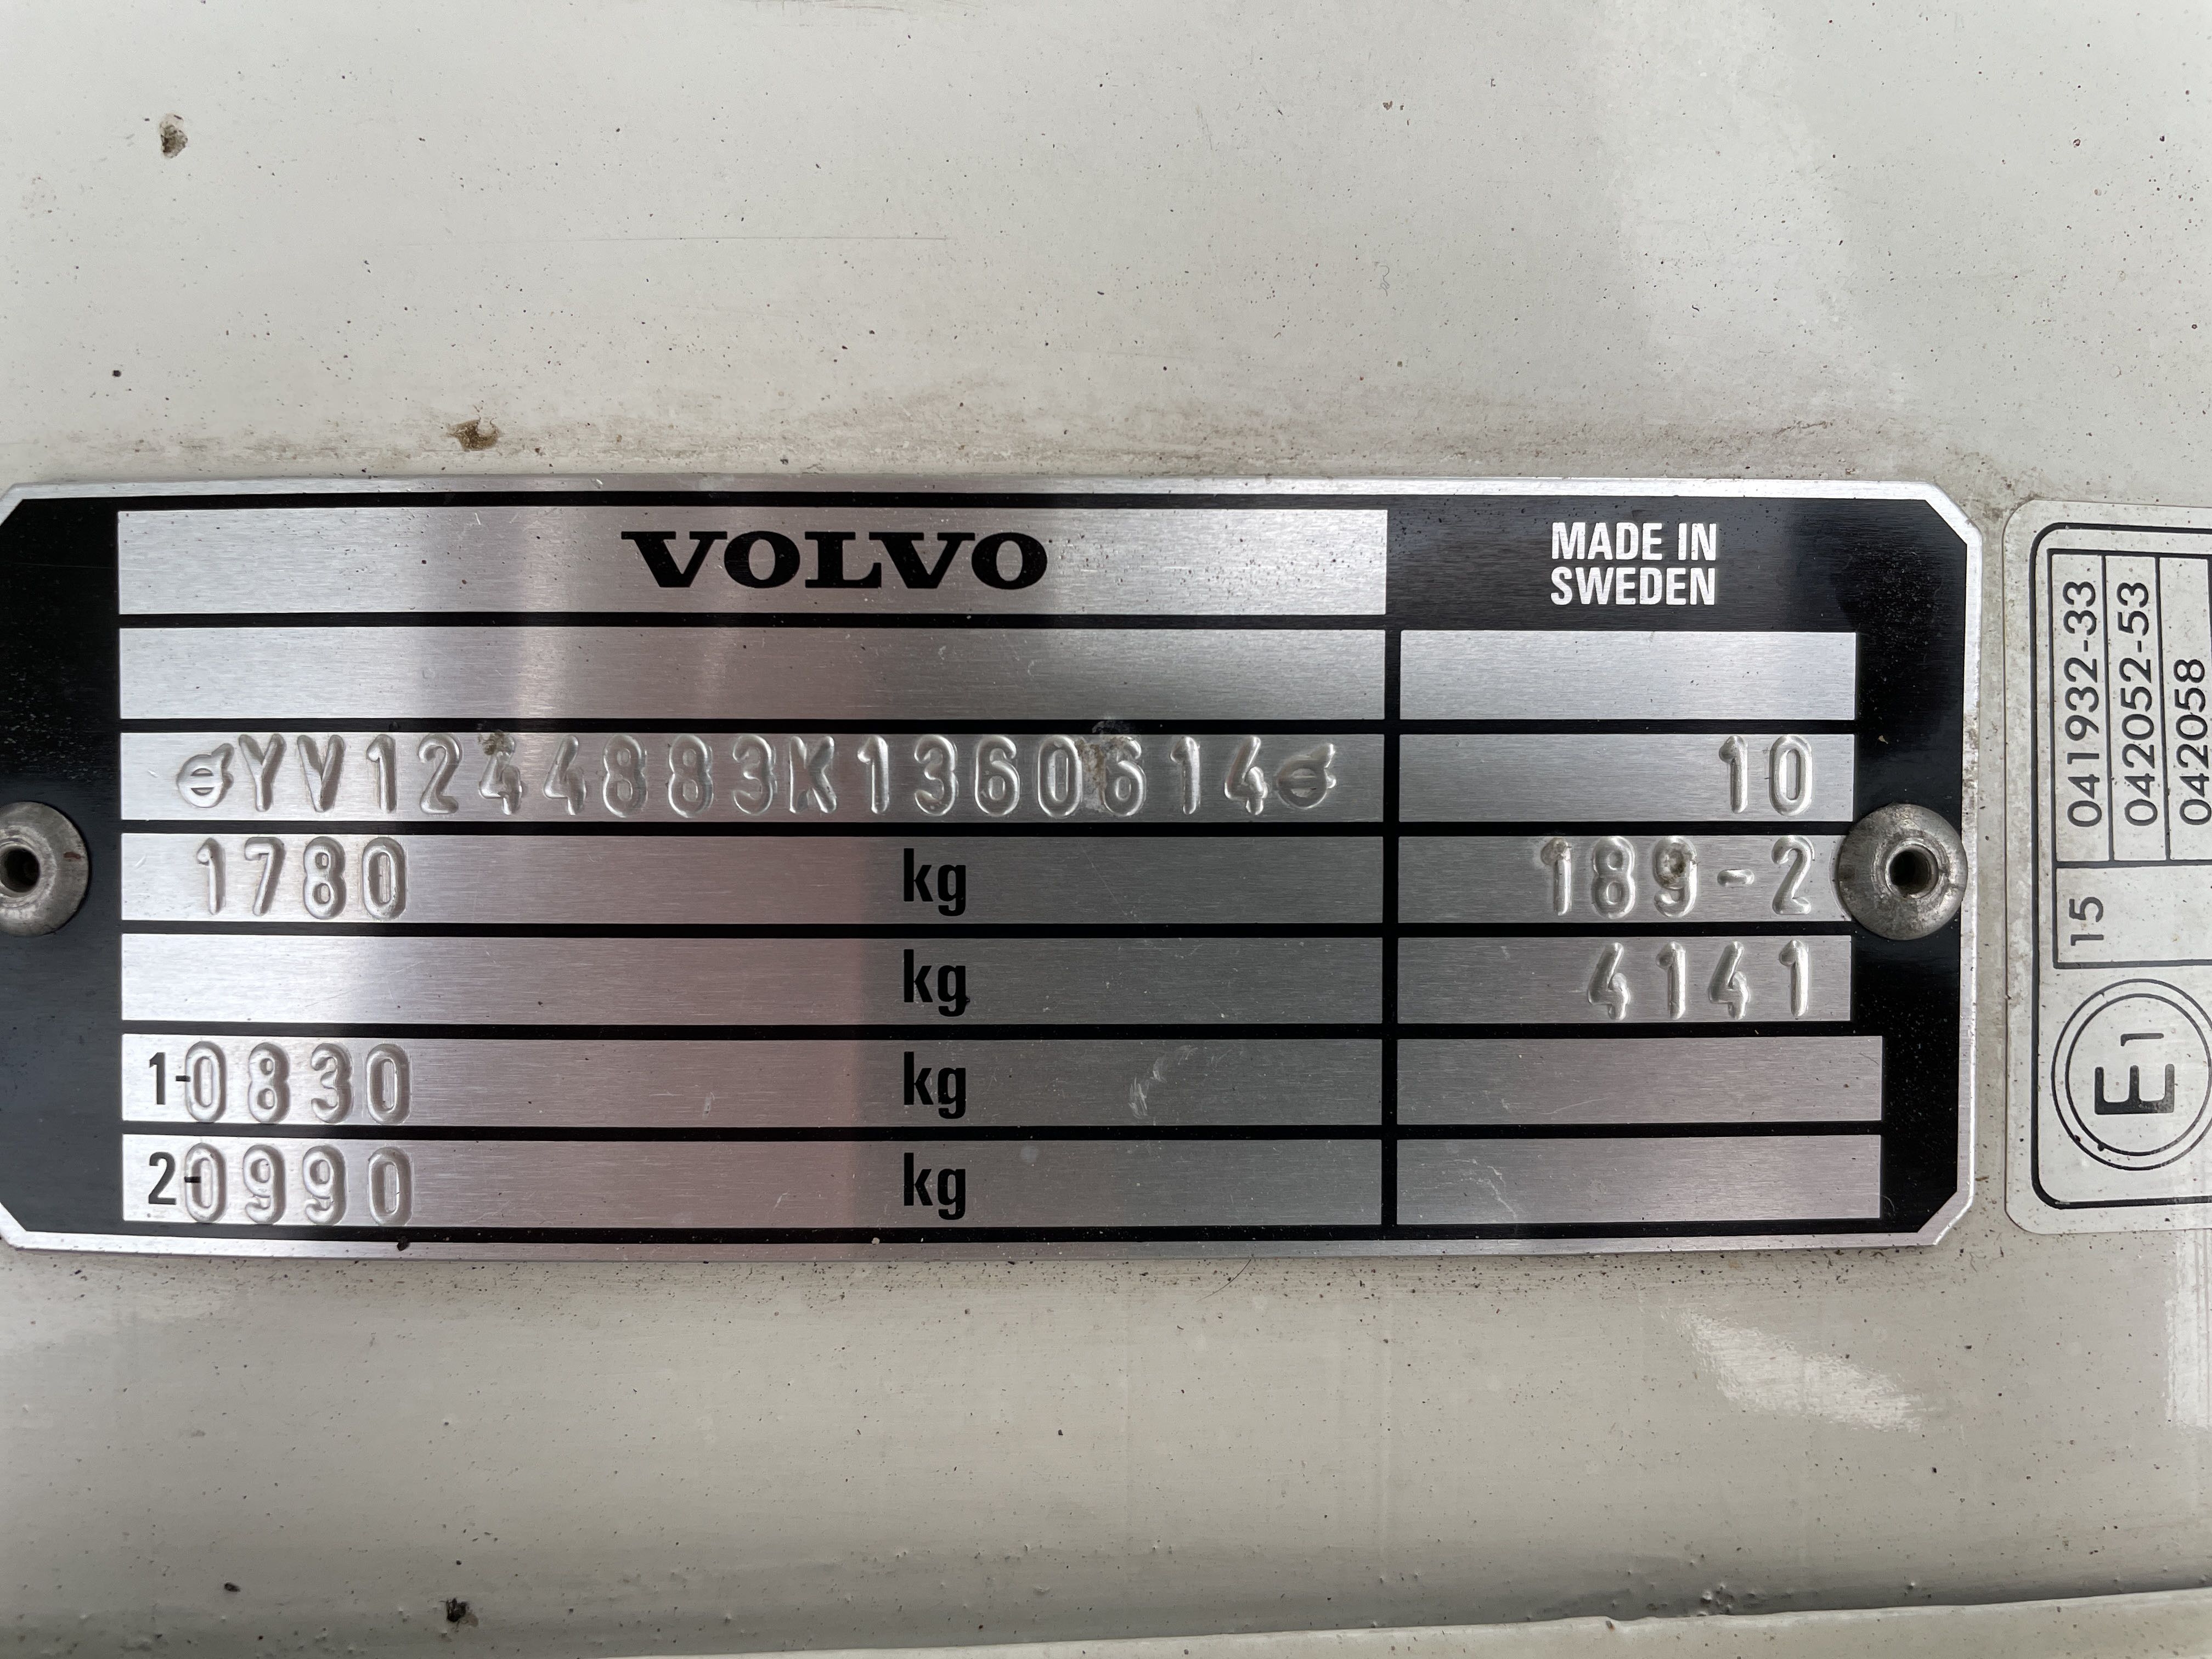 VOLVO
MADE IN
SWEDEN
YV1244883K1360614
10
1780 kg
189-2
kg
4141
1-0830 kg
2-0990 kg
041932-33
042052-53
042058
15
E1